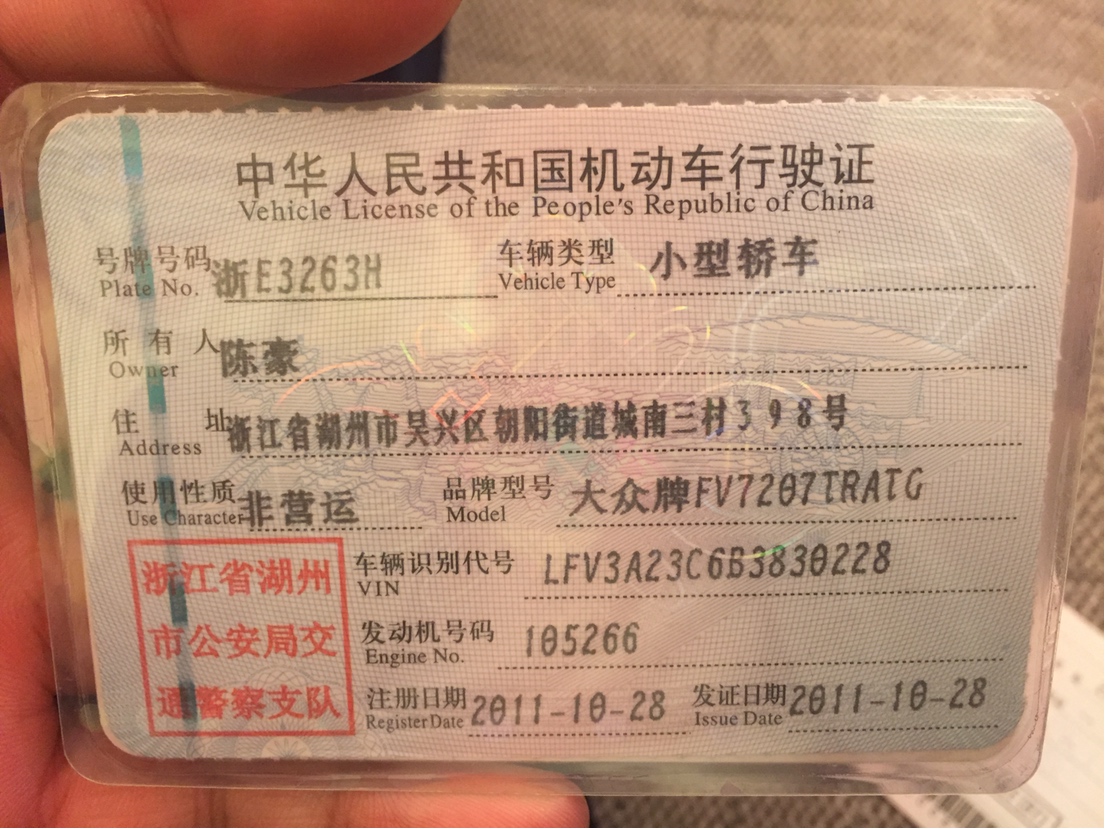 中华人民共和国机动车行驶证
Vehicle License of the People's Republic of China
号牌号码 浙E3263H 车辆类型 小型轿车
Plate No. Vehicle Type
所有人 陈豪
Owner
住址 浙江省湖州市吴兴区朝阳街道城南三村398号
Address
使用性质 非营运 品牌型号 大众牌FV7207TRATG
Use Character Model
浙江省湖州 车辆识别代号 LFV3A23C6B3830228
VIN
市公安局交 发动机号码 105266
Engine No.
通警察支队 注册日期 2011-10-28 发证日期 2011-10-28
Register Date Issue Date